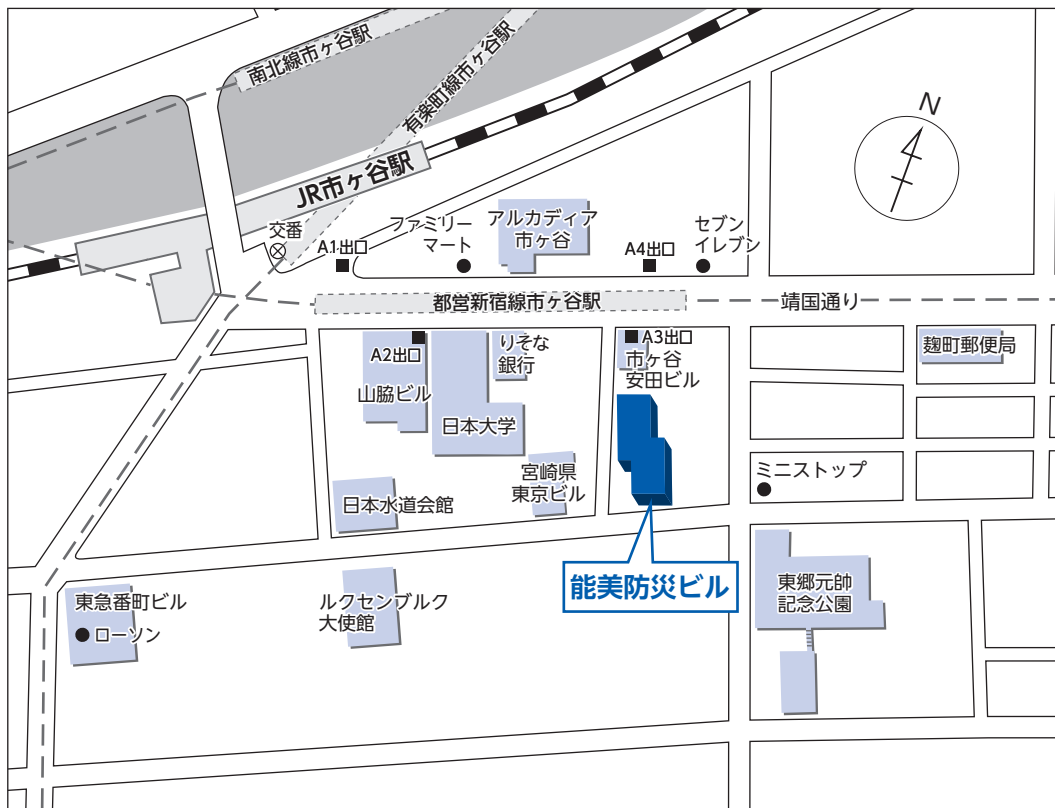 南北線市ヶ谷駅
有楽町線市ヶ谷駅
N
JR市ヶ谷駅
交番
A1出口
ファミリー
マート
アルカディア
市ヶ谷
A4出口
セブン
イレブン
都営新宿線市ヶ谷駅
靖国通り
A2出口
山脇ビル
りそな
銀行
A3出口
市ヶ谷
安田ビル
麹町郵便局
日本大学
宮崎県
東京ビル
ミニストップ
日本水道会館
能美防災ビル
東郷元帥
記念公園
東急番町ビル
ローソン
ルクセンブルク
大使館